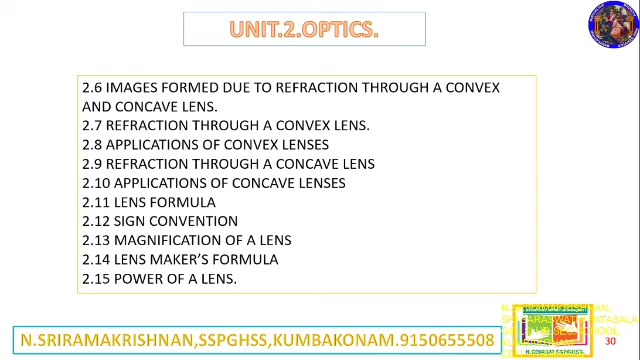 UNIT.2.OPTICS.
2.6 IMAGES FORMED DUE TO REFRACTION THROUGH A CONVEX
AND CONCAVE LENS.
2.7 REFRACTION THROUGH A CONVEX LENS.
2.8 APPLICATIONS OF CONVEX LENSES
2.9 REFRACTION THROUGH A CONCAVE LENS
2.10 APPLICATIONS OF CONCAVE LENSES
2.11 LENS FORMULA
2.12 SIGN CONVENTION
2.13 MAGNIFICATION OF A LENS
2.14 LENS MAKER'S FORMULA
2.15 POWER OF A LENS.
N.SRIRAMAKRISHNAN,SSPGHSS,KUMBAKONAM.9150655508
N.SRIRAM.SSPGHSS.
30